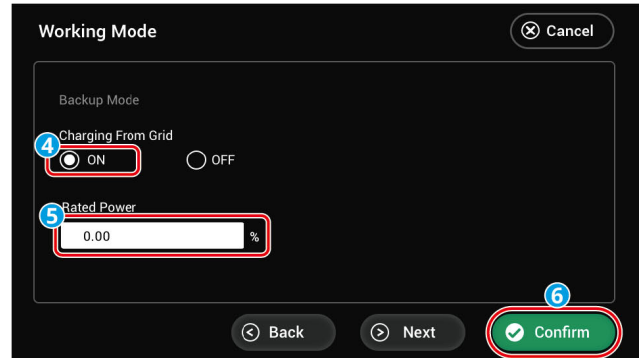 Working Mode
Cancel
Backup Mode
Charging From Grid
4
ON OFF
Rated Power
5
0.00 %
6
Back Next Confirm